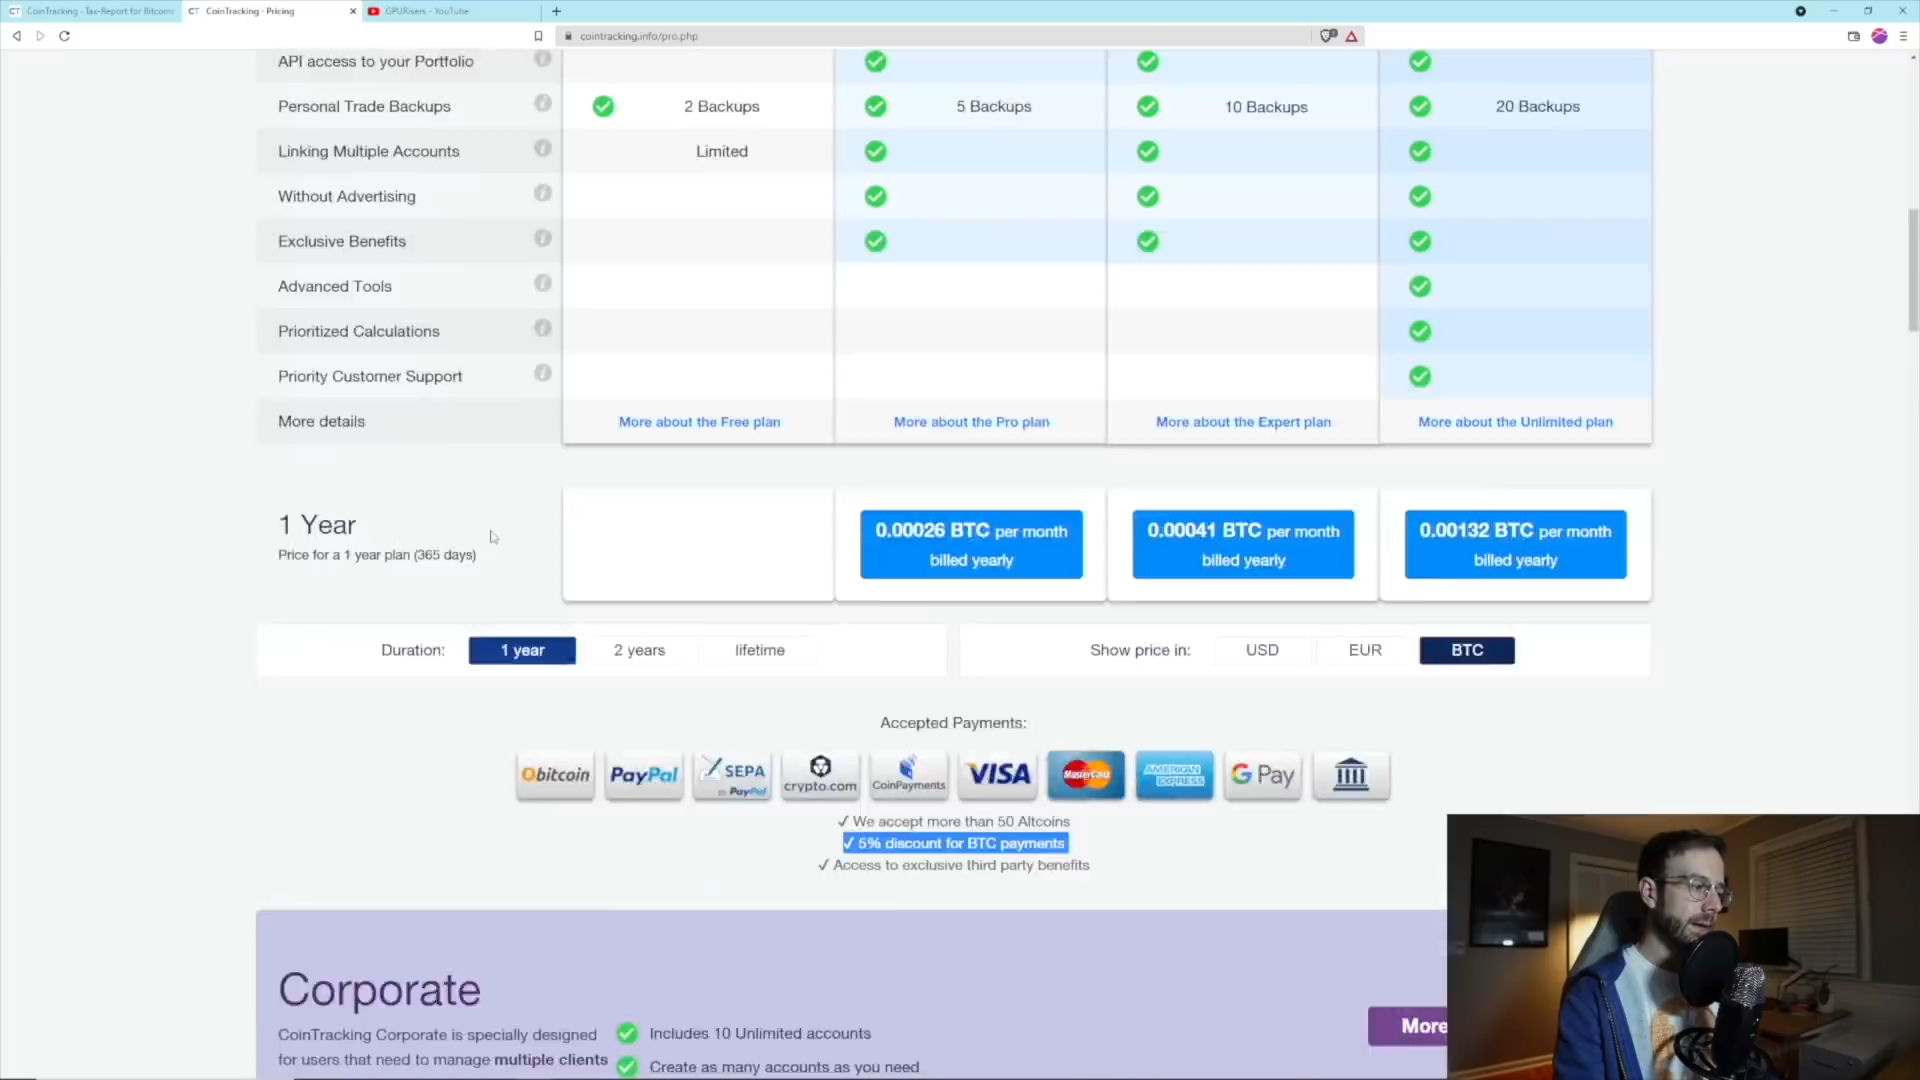 CoinTracking - Tax-Report for Bitcoins
CoinTracking - Pricing
GPURisers - YouTube
cointracking.info/pro.php
API access to your Portfolio
Personal Trade Backups
2 Backups
5 Backups
10 Backups
20 Backups
Linking Multiple Accounts
Limited
Without Advertising
Exclusive Benefits
Advanced Tools
Prioritized Calculations
Priority Customer Support
More details
More about the Free plan
More about the Pro plan
More about the Expert plan
More about the Unlimited plan
1 Year
Price for a 1 year plan (365 days)
0.00026 BTC per month
billed yearly
0.00041 BTC per month
billed yearly
0.00132 BTC per month
billed yearly
Duration:
1 year
2 years
lifetime
Show price in:
USD
EUR
BTC
Accepted Payments:
bitcoin
PayPal
SEPA
by PayPal
crypto.com
CoinPayments
VISA
MasterCard
AMERICAN
EXPRESS
G Pay
✓ We accept more than 50 Altcoins
✓ 5% discount for BTC payments
✓ Access to exclusive third party benefits
Corporate
CoinTracking Corporate is specially designed
for users that need to manage multiple clients
Includes 10 Unlimited accounts
Create as many accounts as you need
More